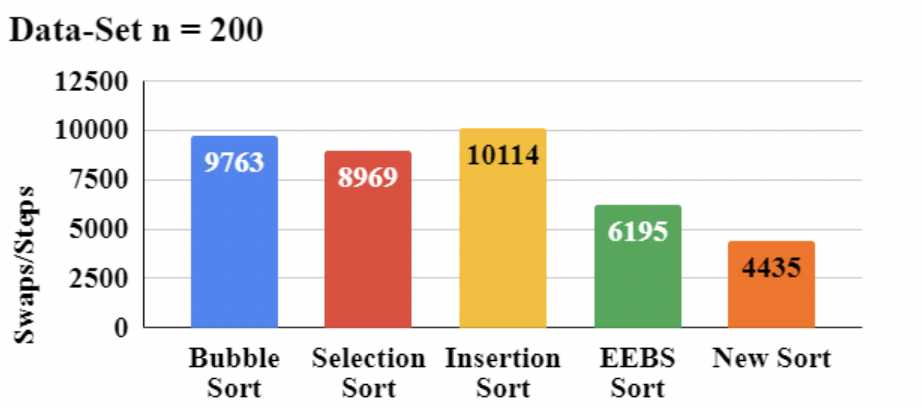 Data-Set n = 200
Swaps/Steps
12500
10000
7500
5000
2500
0
9763
8969
10114
6195
4435
Bubble Sort
Selection Sort
Insertion Sort
EEBS Sort
New Sort